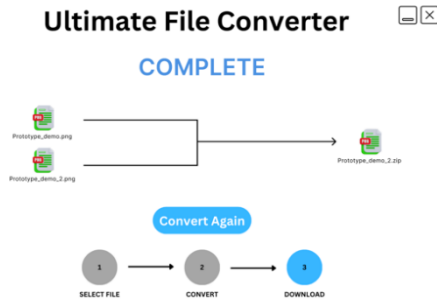 Ultimate File Converter
COMPLETE
Prototype_demo.png
Prototype_demo_2.png
Prototype_demo_2.zip
Convert Again
1
2
3
SELECT FILE
CONVERT
DOWNLOAD